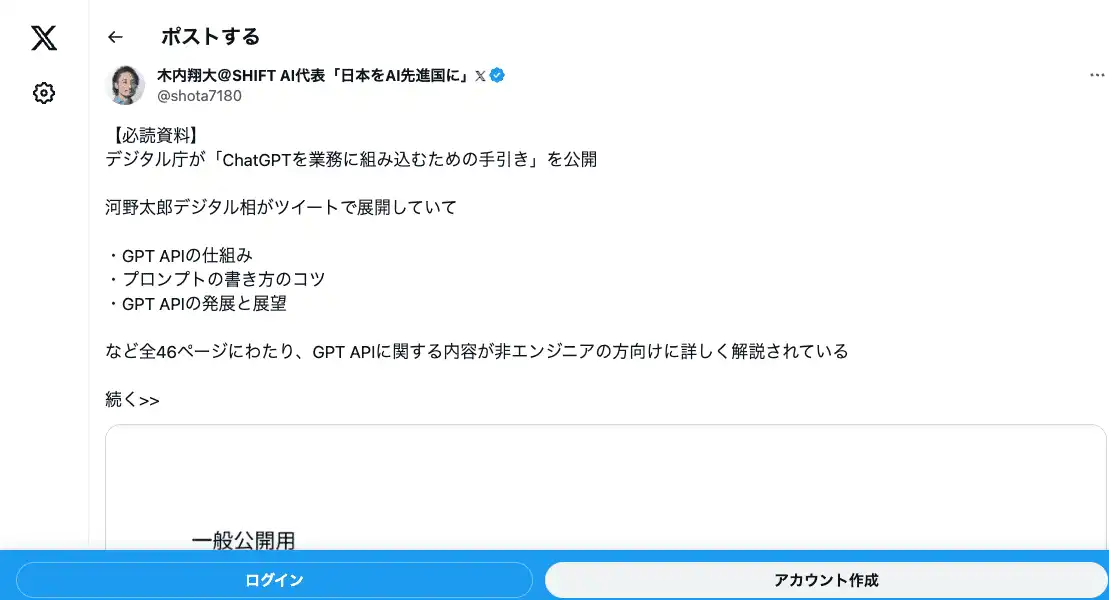 ポストする
木内翔大@SHIFT AI代表「日本をAI先進国に」𝕏
@shota7180
【必読資料】
デジタル庁が「ChatGPTを業務に組み込むための手引き」を公開
河野太郎デジタル相がツイートで展開していて
・GPT APIの仕組み
・プロンプトの書き方のコツ
・GPT APIの発展と展望
など全46ページにわたり、GPT APIに関する内容が非エンジニアの方向けに詳しく解説されている
続く>>
一般公開用
ログイン
アカウント作成